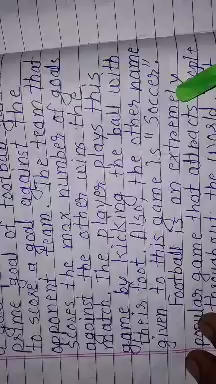 prime goal of football is the
to score a goal against the
opponent team. The team that
scores the max number of goals
against the other wins the
match. The player plays this
game by kicking the ball with
their foot. Also, the other name
given to this game is "Soccer".
Football is an extremely
popular game that attracts
the world